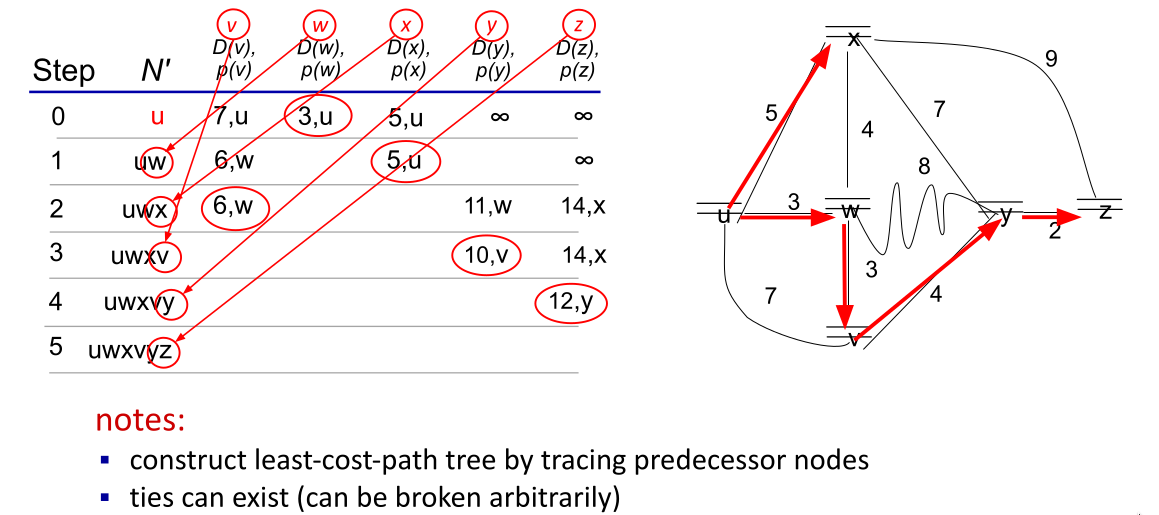 v w x y z
D(v), D(w), D(x), D(y), D(z),
Step N' p(v) p(w) p(x) p(y) p(z)
0 u 7,u 3,u 5,u ∞ ∞
1 uw 6,w 5,u ∞
2 uwx 6,w 11,w 14,x
3 uwxv 10,v 14,x
4 uwxvy 12,y
5 uwxvyz
x
9
5
7
4
8
3
u
w
y
z
2
3
4
7
v
notes:
▪ construct least-cost-path tree by tracing predecessor nodes
▪ ties can exist (can be broken arbitrarily)